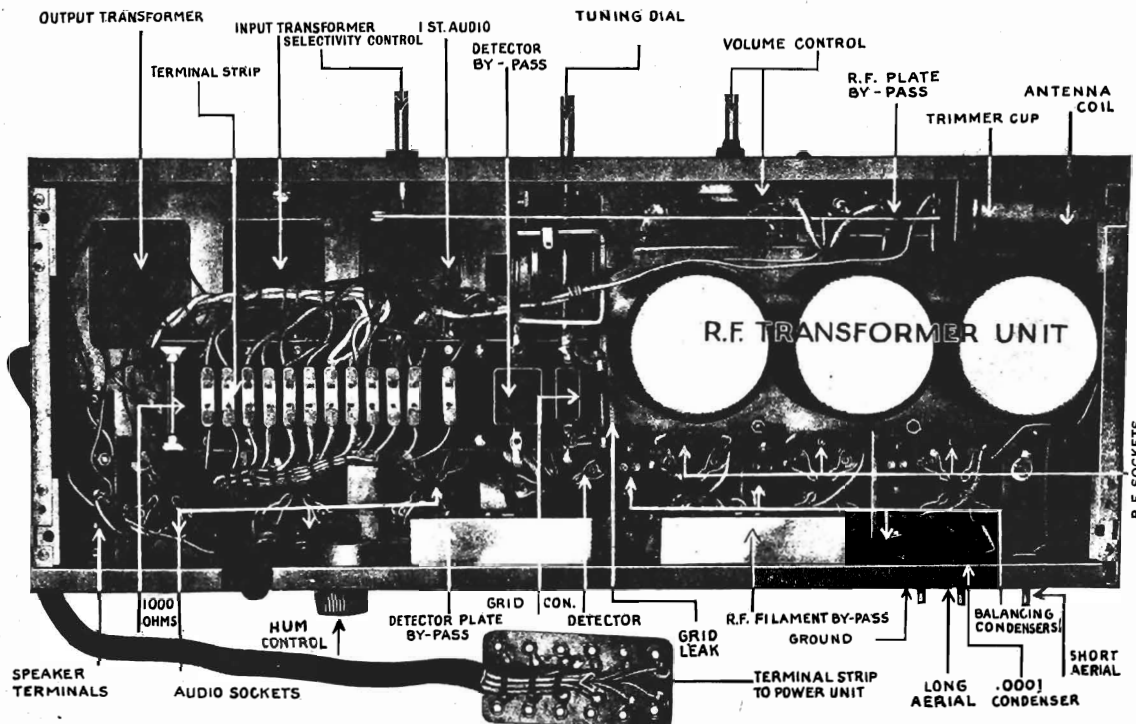 OUTPUT TRANSFORMER
INPUT TRANSFORMER
SELECTIVITY CONTROL
1 ST. AUDIO
TUNING DIAL
DETECTOR
BY - PASS
VOLUME CONTROL
TERMINAL STRIP
R.F. PLATE
BY - PASS
ANTENNA
COIL
TRIMMER CUP
R.F. TRANSFORMER UNIT
R.F. SOCKETS
1000
OHMS
HUM
CONTROL
DETECTOR PLATE
BY-PASS
GRID CON.
DETECTOR
GRID
LEAK
R.F. FILAMENT BY-PASS
GROUND
BALANCING
CONDENSERS
SHORT
AERIAL
SPEAKER
TERMINALS
AUDIO SOCKETS
TERMINAL STRIP
TO POWER UNIT
LONG
AERIAL
.0001
CONDENSER